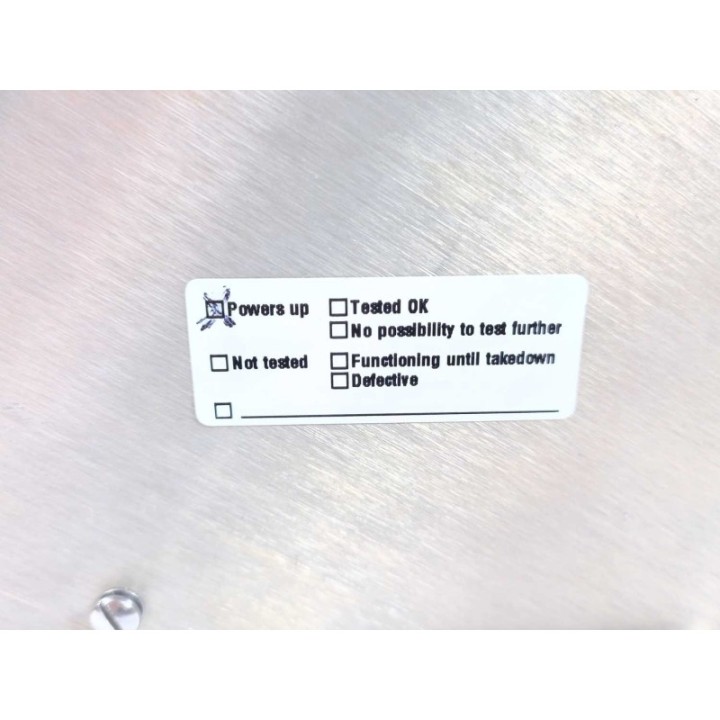 Powers up
Tested OK
No possibility to test further
Not tested
Functioning until takedown
Defective